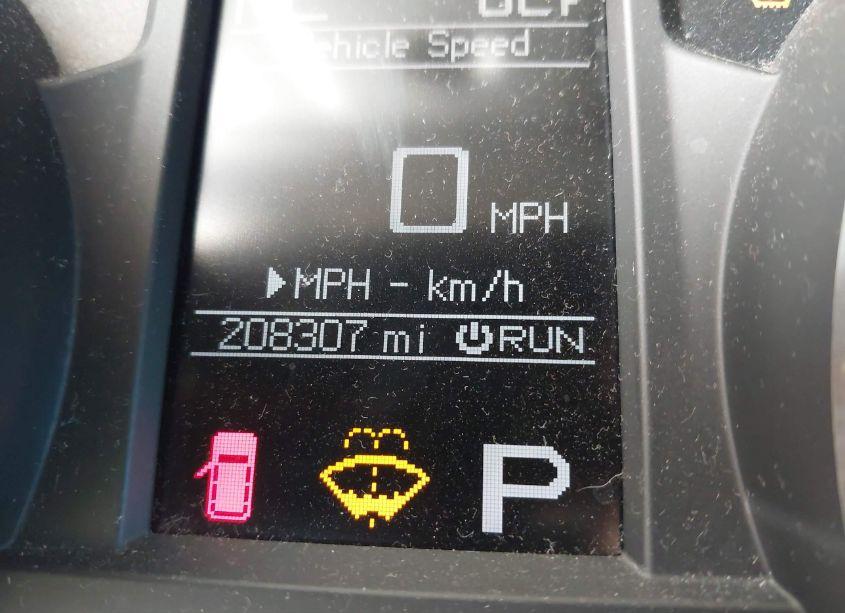 Vehicle Speed
0 MPH
MPH - km/h
208307 mi RUN
P